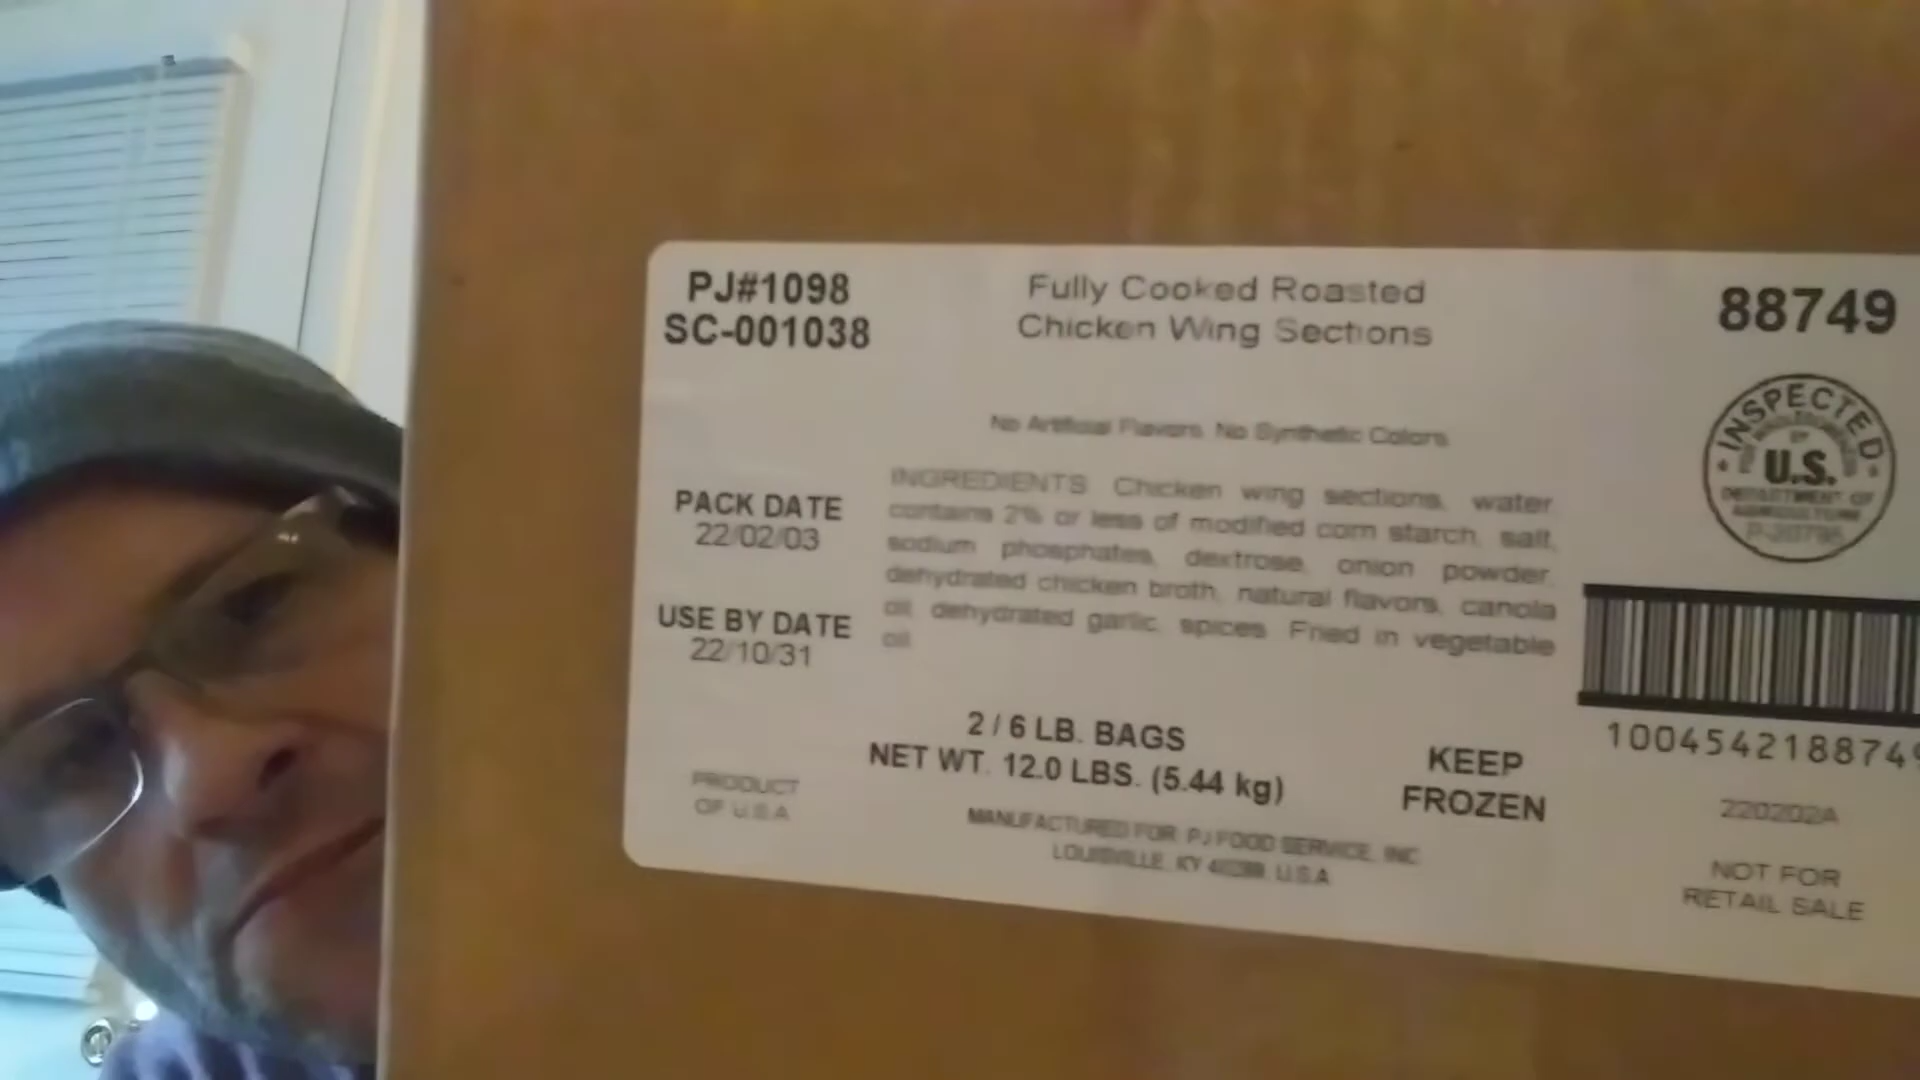 PJ#1098
SC-001038
Fully Cooked Roasted
Chicken Wing Sections
88749
No Artificial Flavors. No Synthetic Colors
INSPECTED
U.S.
DEPARTMENT OF
AGRICULTURE
PACK DATE
22/02/03
USE BY DATE
22/10/31
INGREDIENTS Chicken wing sections, water,
contains 2% or less of modified corn starch, salt,
sodium phosphates, dextrose, onion powder,
dehydrated chicken broth, natural flavors, canola
oil, dehydrated garlic, spices. Fried in vegetable
oil.
2 / 6 LB. BAGS
NET WT. 12.0 LBS. (5.44 kg)
KEEP
FROZEN
PRODUCT
OF U.S.A
MANUFACTURED FOR PJ FOOD SERVICE, INC
LOUISVILLE, KY U.S.A
1004542188749
220202A
NOT FOR
RETAIL SALE